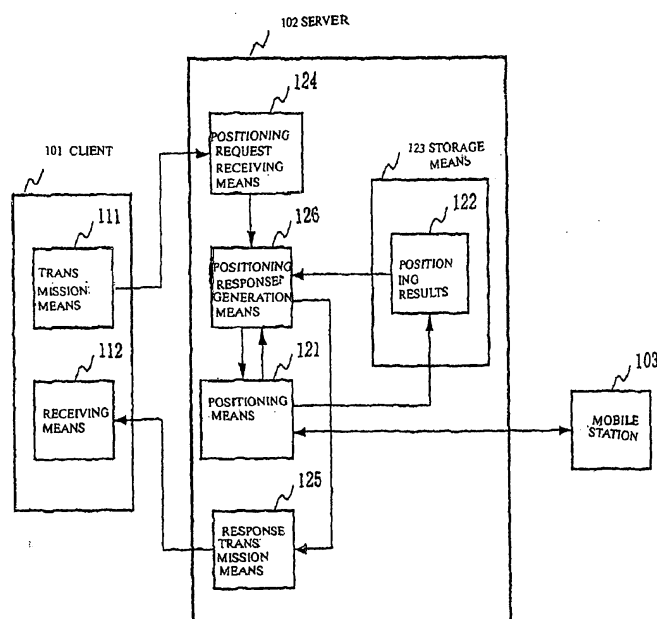 102 SERVER
124
POSITIONING
REQUEST
RECEIVING
MEANS
101 CLIENT
123 STORAGE
MEANS
111
TRANS
MISSION
MEANS
126
POSITIONING
RESPONSE
GENERATION
MEANS
122
POSITION
ING
RESULTS
112
RECEIVING
MEANS
121
POSITIONING
MEANS
103
MOBILE
STATION
125
RESPONSE
TRANS
MISSION
MEANS